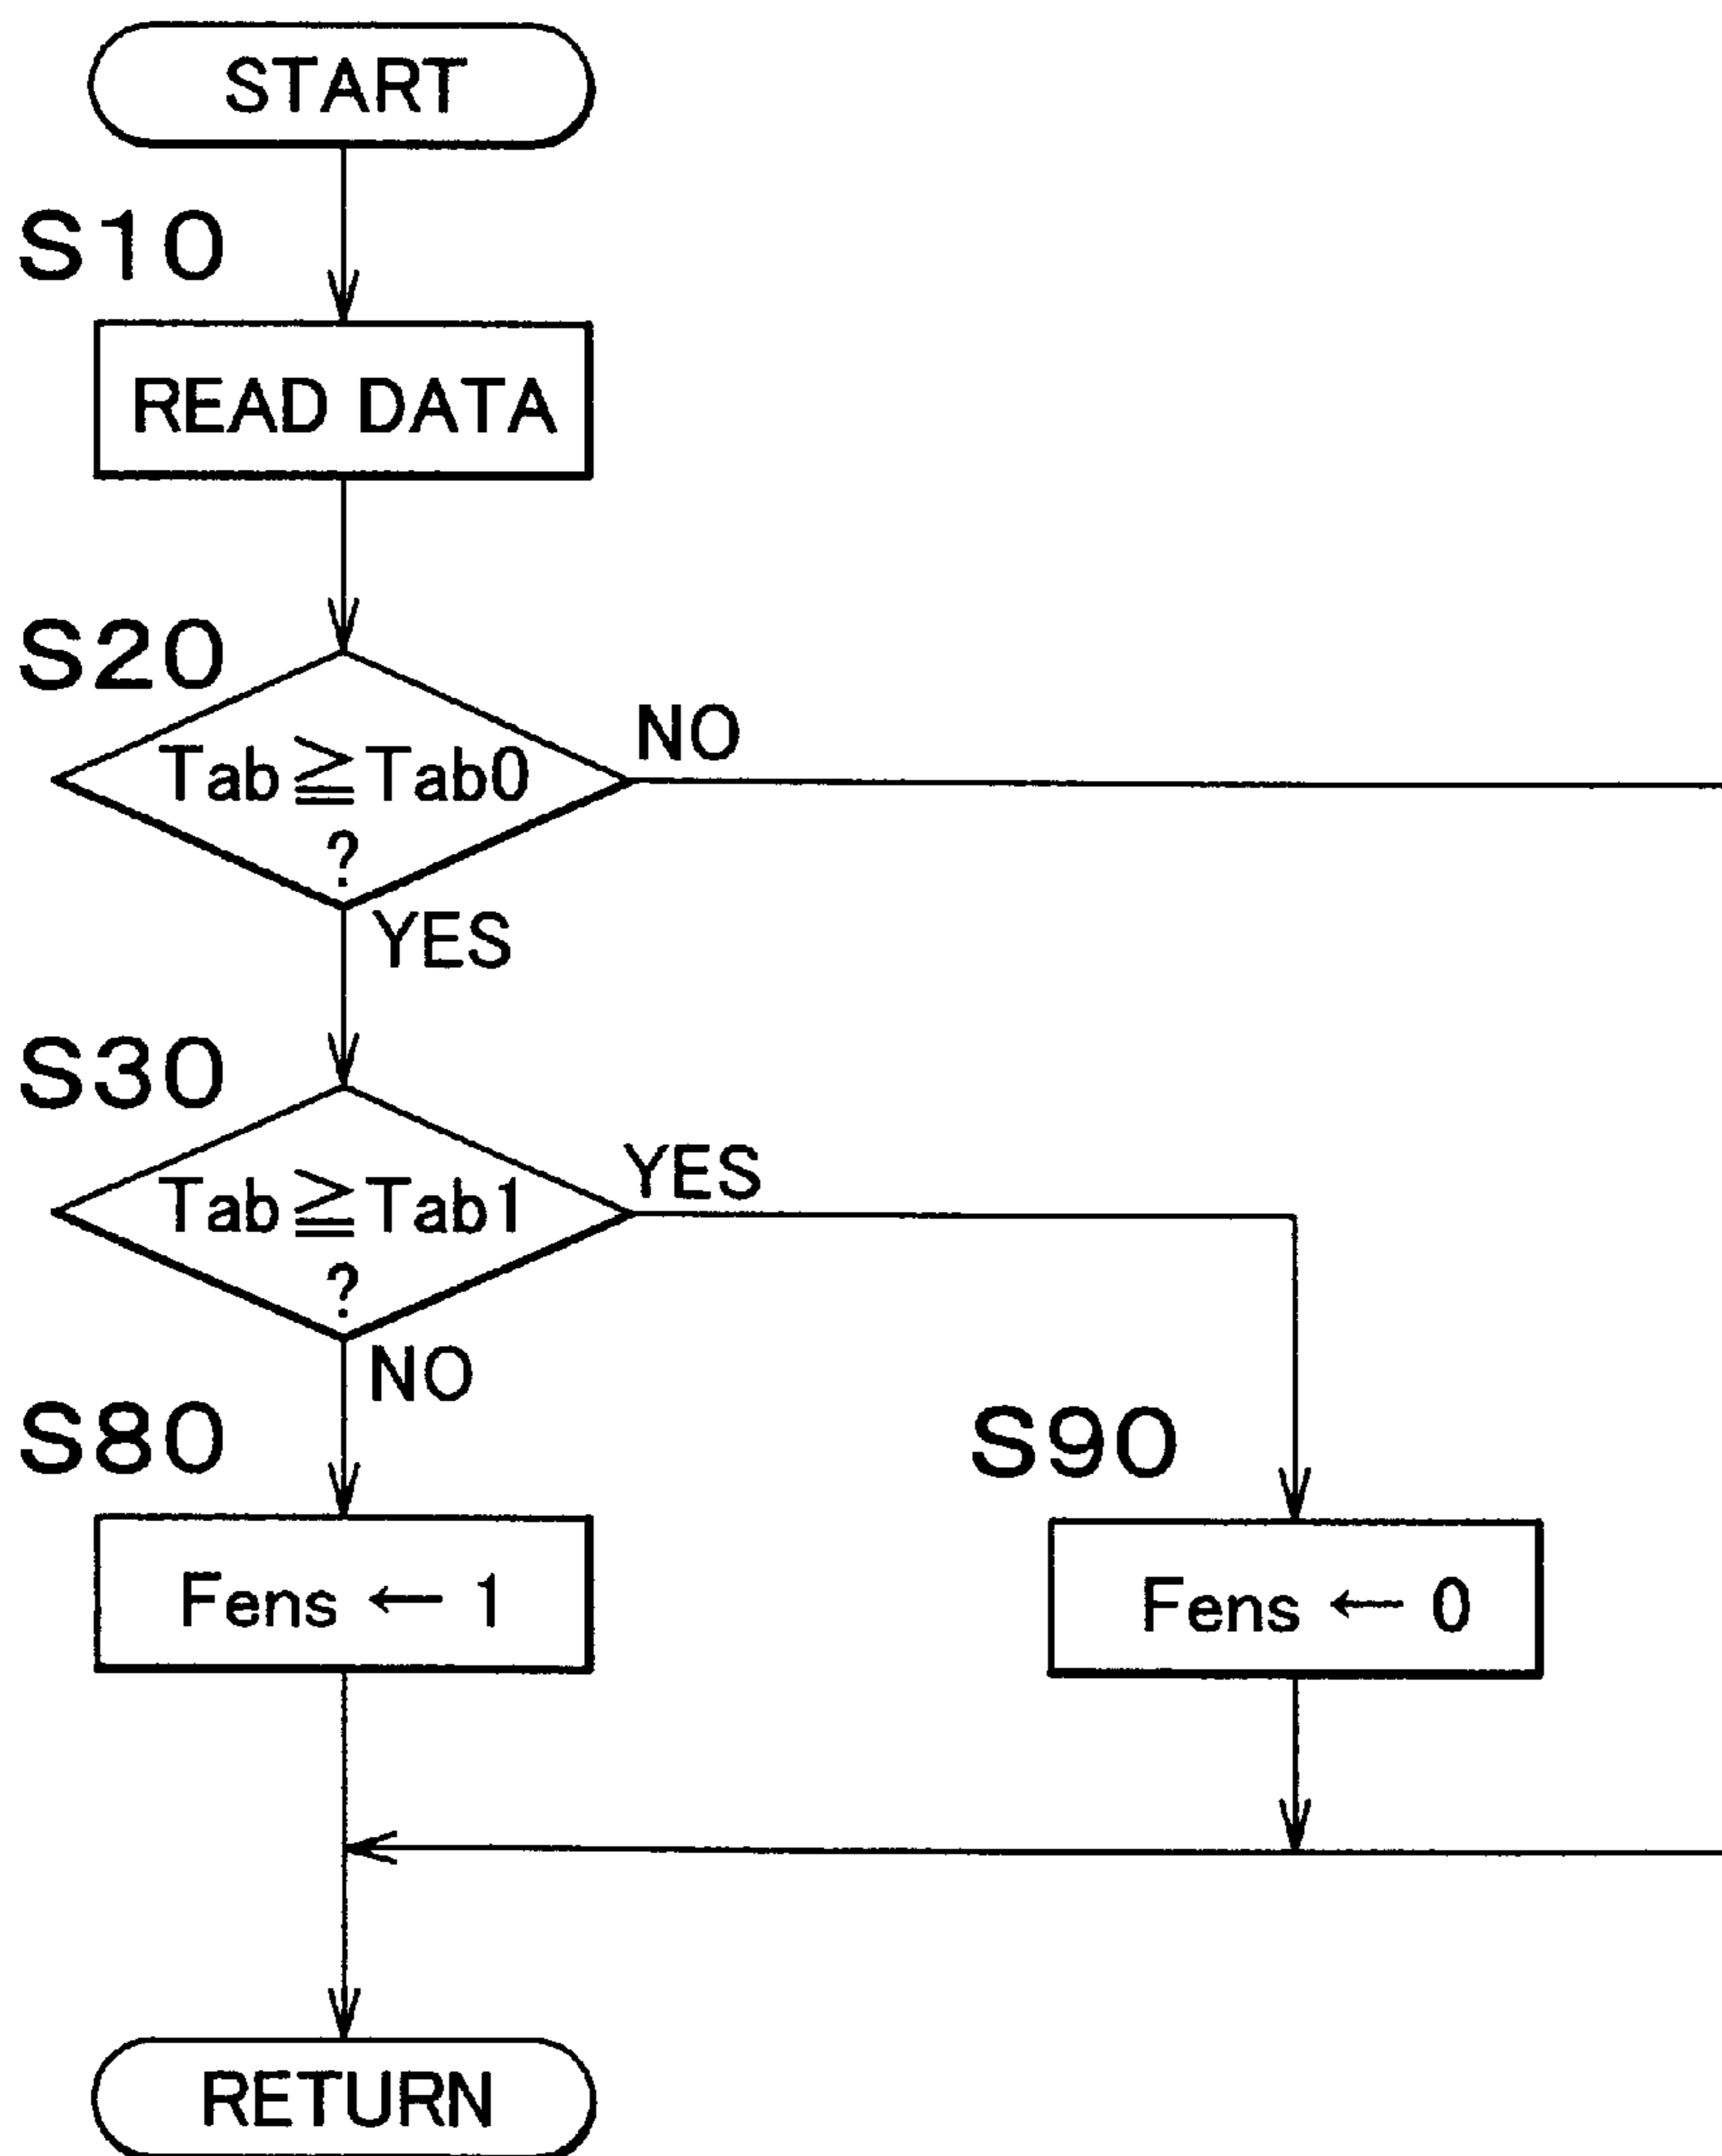 START
S10
READ DATA
S20
Tab≧Tab0
?
NO
YES
S30
Tab≧Tab1
?
YES
NO
S80
Fens ← 1
S90
Fens ← 0
RETURN